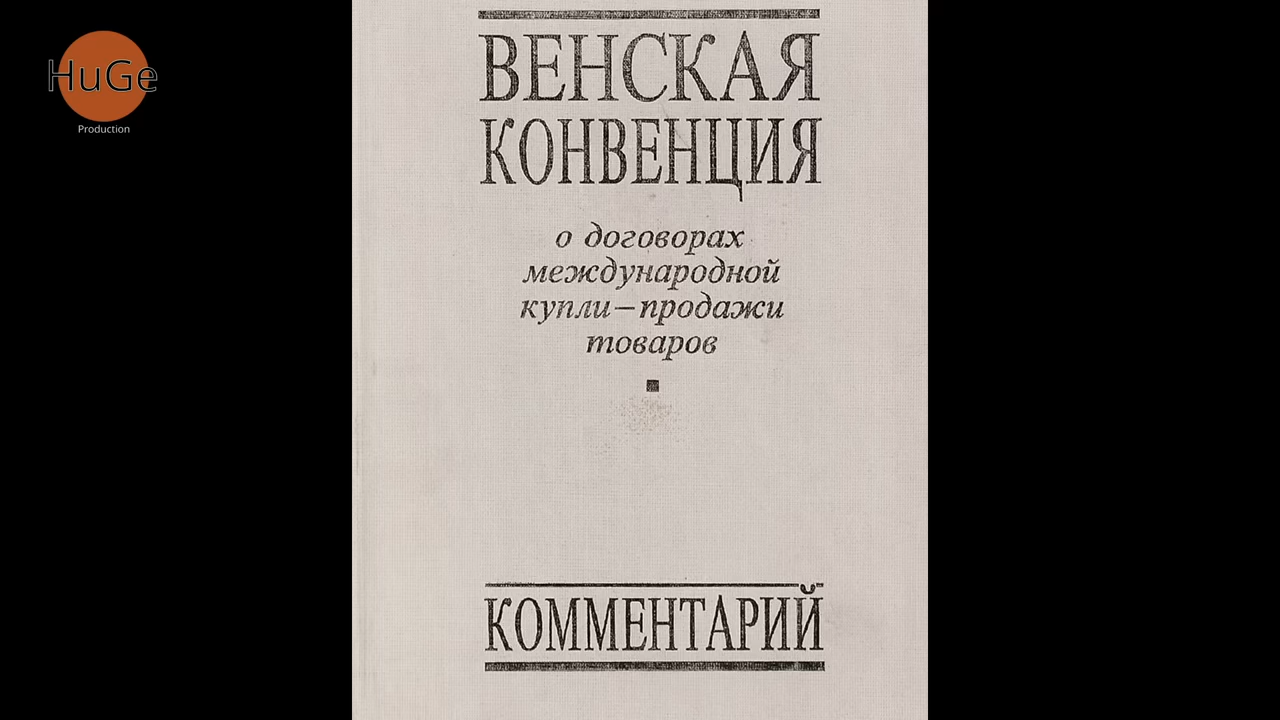 HuGe
Production
ВЕНСКАЯ
КОНВЕНЦИЯ
о договорах
международной
купли—продажи
товаров
КОММЕНТАРИЙ